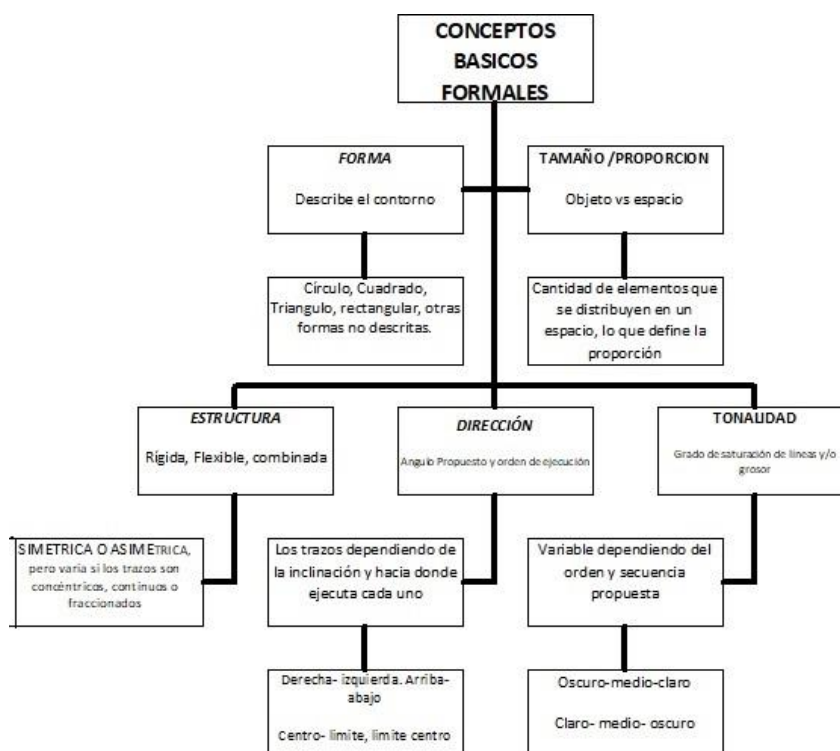 CONCEPTOS
BASICOS
FORMALES
FORMA
Describe el contorno
TAMAÑO /PROPORCION
Objeto vs espacio
Círculo, Cuadrado,
Triangulo, rectangular, otras
formas no descritas.
Cantidad de elementos que
se distribuyen en un
espacio, lo que define la
proporción
ESTRUCTURA
Rígida, Flexible, combinada
DIRECCIÓN
Angulo Propuesto y orden de ejecución
TONALIDAD
Grado de saturación de líneas y/o
grosor
SIMETRICA O ASIMETRICA,
pero varia si los trazos son
concéntricos, continuos o
fraccionados
Los trazos dependiendo de
la inclinación y hacia donde
ejecuta cada uno
Variable dependiendo del
orden y secuencia
propuesta
Derecha- izquierda. Arriba-
abajo
Centro- limite, limite centro
Oscuro-medio-claro
Claro- medio- oscuro